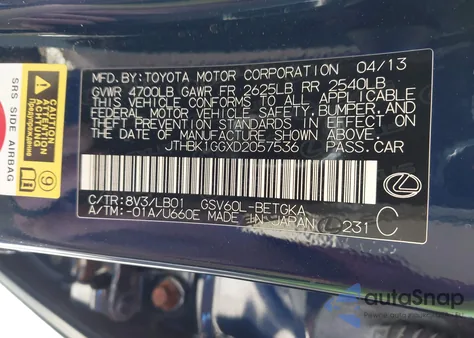 SRS SIDE AIRBAG
MFD. BY: TOYOTA MOTOR CORPORATION 04/13
GVWR 4700LB GAWR FR 2625LB RR 2540LB
THIS VEHICLE CONFORMS TO ALL APPLICABLE
FEDERAL MOTOR VEHICLE SAFETY, BUMPER, AND
THEFT PREVENTION STANDARDS IN EFFECT ON
THE DATE OF MANUFACTURE SHOWN ABOVE.
JTHBK1GGXD2057536 PASS. CAR
C/TR: 8V3/LB01 GSV60L-BETGKA
A/TM: -01A/U660E MADE IN JAPAN 231 C
autoSnap